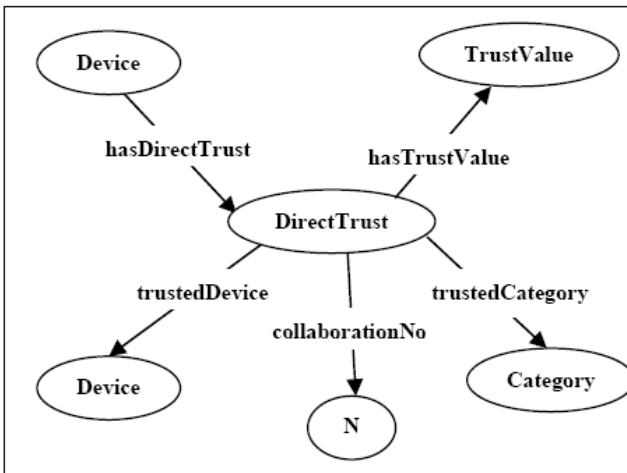 Device
TrustValue
hasDirectTrust
hasTrustValue
DirectTrust
trustedDevice
trustedCategory
collaborationNo
Device
Category
N